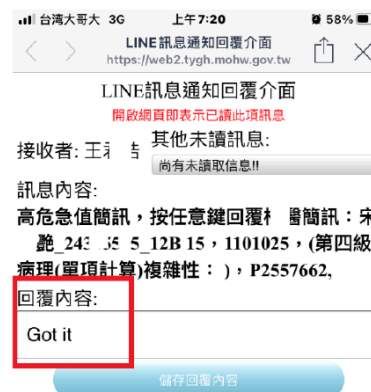 台湾大哥大 3G 上午7:20 58%
LINE訊息通知回覆介面
https://web2.tygh.mohw.gov.tw
LINE訊息通知回覆介面
開啟網頁即表示已讀此項訊息
接收者: 王
其他未讀訊息:
尚有未讀取信息!!
訊息內容:
高危急值簡訊，按任意鍵回覆 簡訊：宋
_12B 15，1101025，(第四級
病理(單項計算)複雜性： )，P2557662,
回覆內容:
Got it
儲存回覆內容